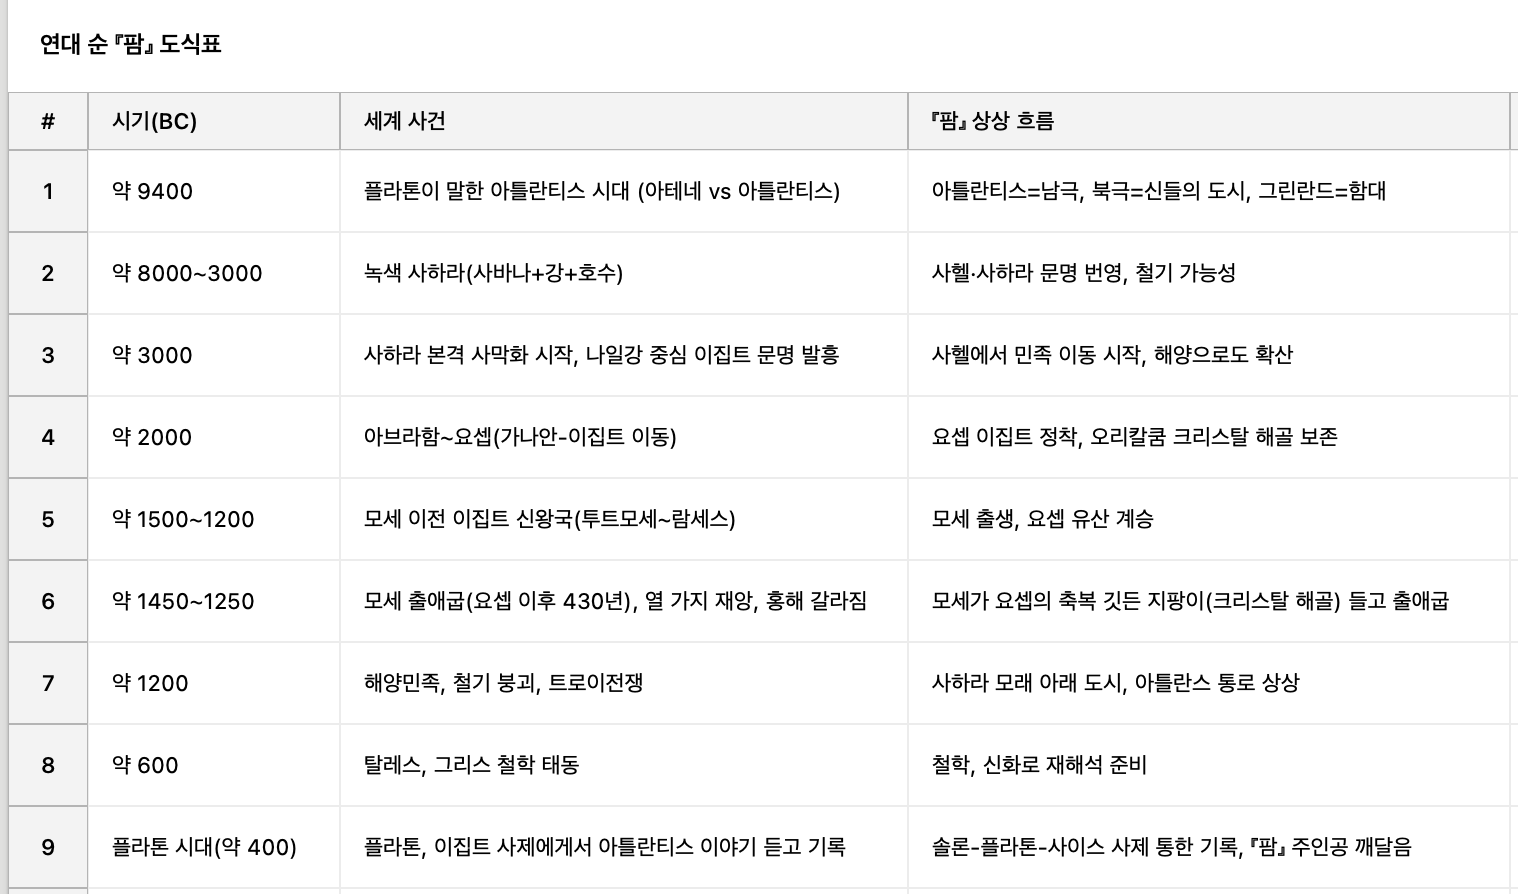 연대 순 『팜』 도식표
# 시기(BC) 세계 사건 『팜』 상상 흐름
1 약 9400 플라톤이 말한 아틀란티스 시대 (아테네 vs 아틀란티스) 아틀란티스=남극, 북극=신들의 도시, 그린란드=함대
2 약 8000~3000 녹색 사하라(사바나+강+호수) 사헬·사하라 문명 번영, 철기 가능성
3 약 3000 사하라 본격 사막화 시작, 나일강 중심 이집트 문명 발흥 사헬에서 민족 이동 시작, 해양으로도 확산
4 약 2000 아브라함~요셉(가나안-이집트 이동) 요셉 이집트 정착, 오리칼쿰 크리스탈 해골 보존
5 약 1500~1200 모세 이전 이집트 신왕국(투트모세~람세스) 모세 출생, 요셉 유산 계승
6 약 1450~1250 모세 출애굽(요셉 이후 430년), 열 가지 재앙, 홍해 갈라짐 모세가 요셉의 축복 깃든 지팡이(크리스탈 해골) 들고 출애굽
7 약 1200 해양민족, 철기 붕괴, 트로이전쟁 사하라 모래 아래 도시, 아틀란스 통로 상상
8 약 600 탈레스, 그리스 철학 태동 철학, 신화로 재해석 준비
9 플라톤 시대(약 400) 플라톤, 이집트 사제에게서 아틀란티스 이야기 듣고 기록 솔론-플라톤-사이스 사제 통한 기록, 『팜』 주인공 깨달음